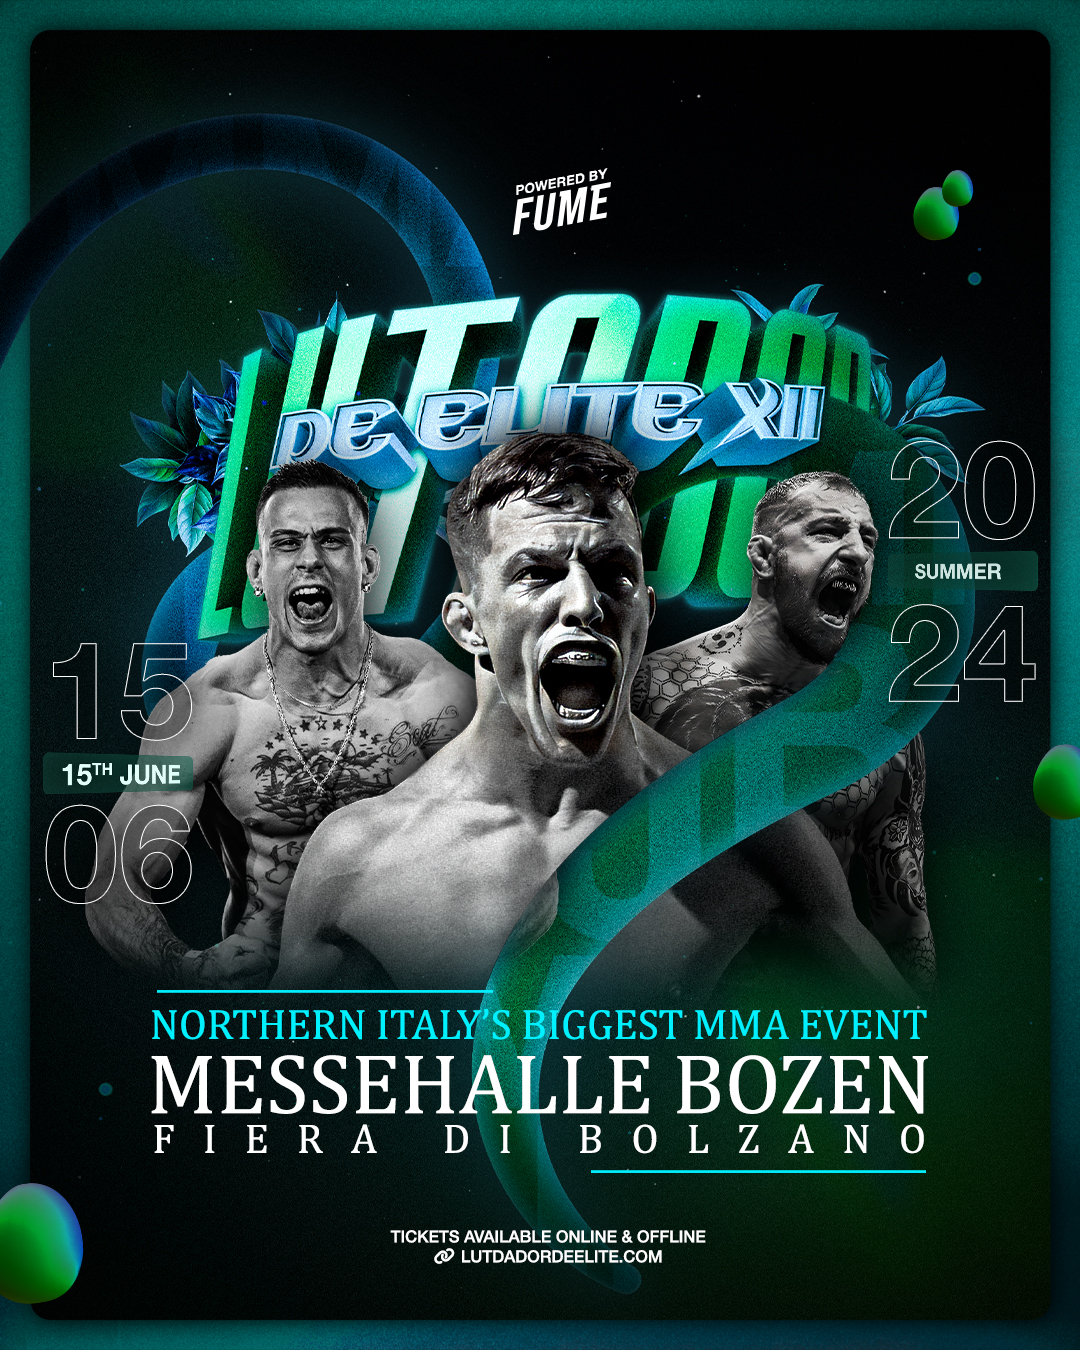 POWERED BY
FUME
LUTADOR
DE ELITE XII
20
SUMMER
24
15
15TH JUNE
06
NORTHERN ITALY'S BIGGEST MMA EVENT
MESSEHALLE BOZEN
FIERA DI BOLZANO
TICKETS AVAILABLE ONLINE & OFFLINE
LUTDADORDEELITE.COM